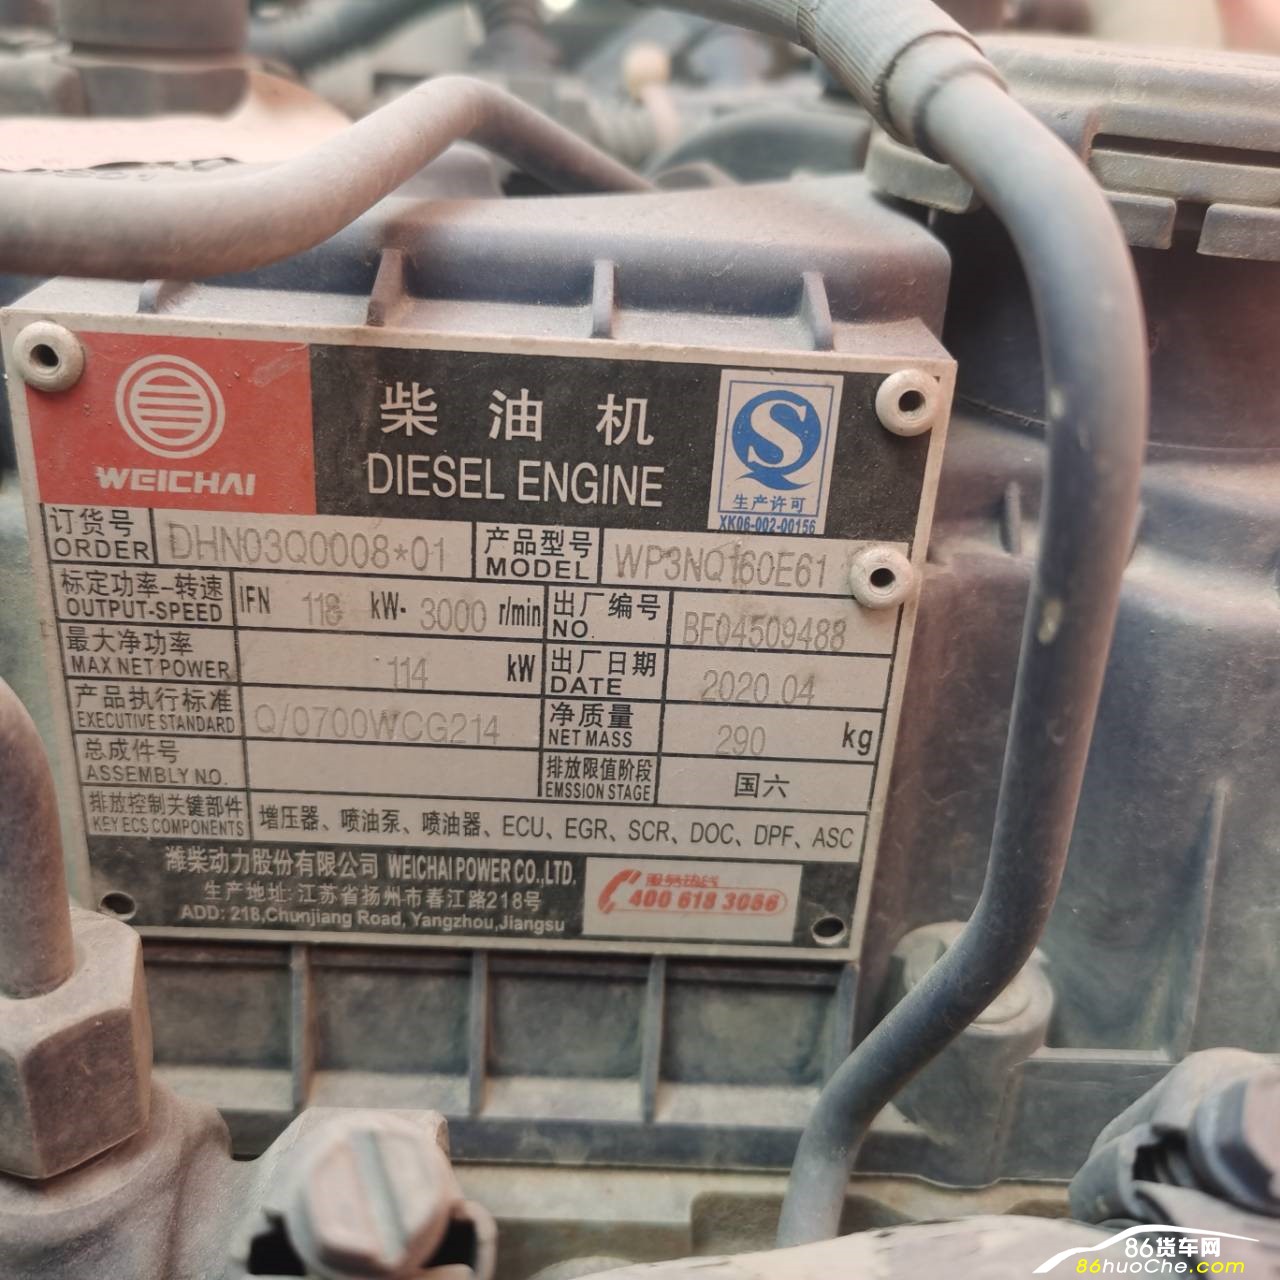 WEICHAI
柴油机
DIESEL ENGINE
生产许可
XK06-002-00156
订货号 DHN03Q0008*01 产品型号 WP3NQ160E61
ORDER MODEL
标定功率-转速 IFN 118 kW- 3000 r/min 出厂编号 BF04509488
OUTPUT-SPEED NO.
最大净功率 114 kW 出厂日期 2020.04
MAX NET POWER DATE
产品执行标准 Q/0700WCG214 净质量 290 kg
EXECUTIVE STANDARD NET MASS
总成件号 排放限值阶段 国六
ASSEMBLY NO. EMSSION STAGE
排放控制关键部件 增压器、喷油泵、喷油器、ECU、EGR、SCR、DOC、DPF、ASC
KEY ECS COMPONENTS
潍柴动力股份有限公司 WEICHAI POWER CO.,LTD.
生产地址:江苏省扬州市春江路218号
ADD: 218,Chunjiang Road, Yangzhou,Jiangsu
服务热线
400 618 3066
86货车网
86huoChe.com